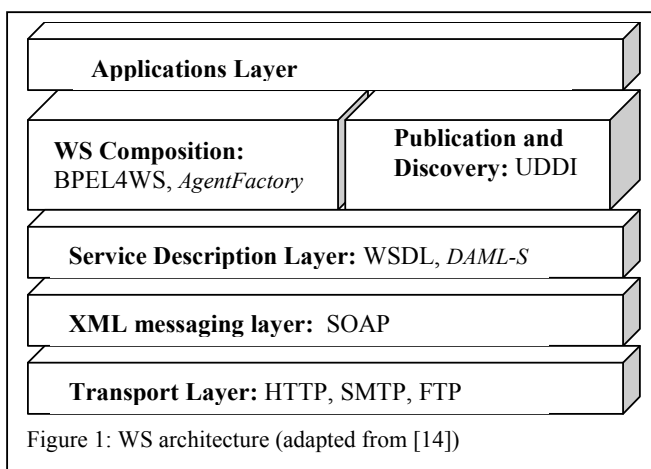 Applications Layer
WS Composition:
BPEL4WS, AgentFactory
Publication and
Discovery: UDDI
Service Description Layer: WSDL, DAML-S
XML messaging layer: SOAP
Transport Layer: HTTP, SMTP, FTP
Figure 1: WS architecture (adapted from [14])